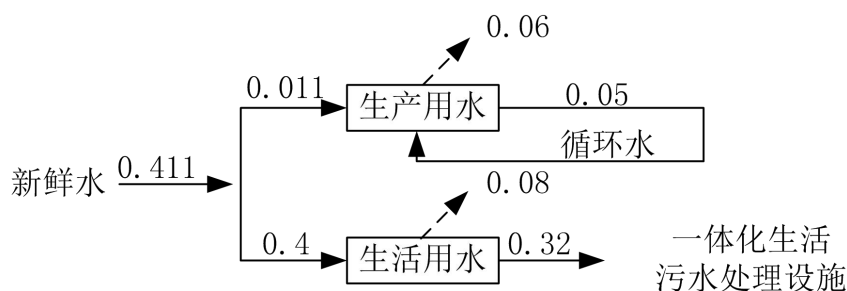 0.06
0.011
生产用水
0.05
循环水
新鲜水
0.411
0.08
0.4
生活用水
0.32
一体化生活
污水处理设施